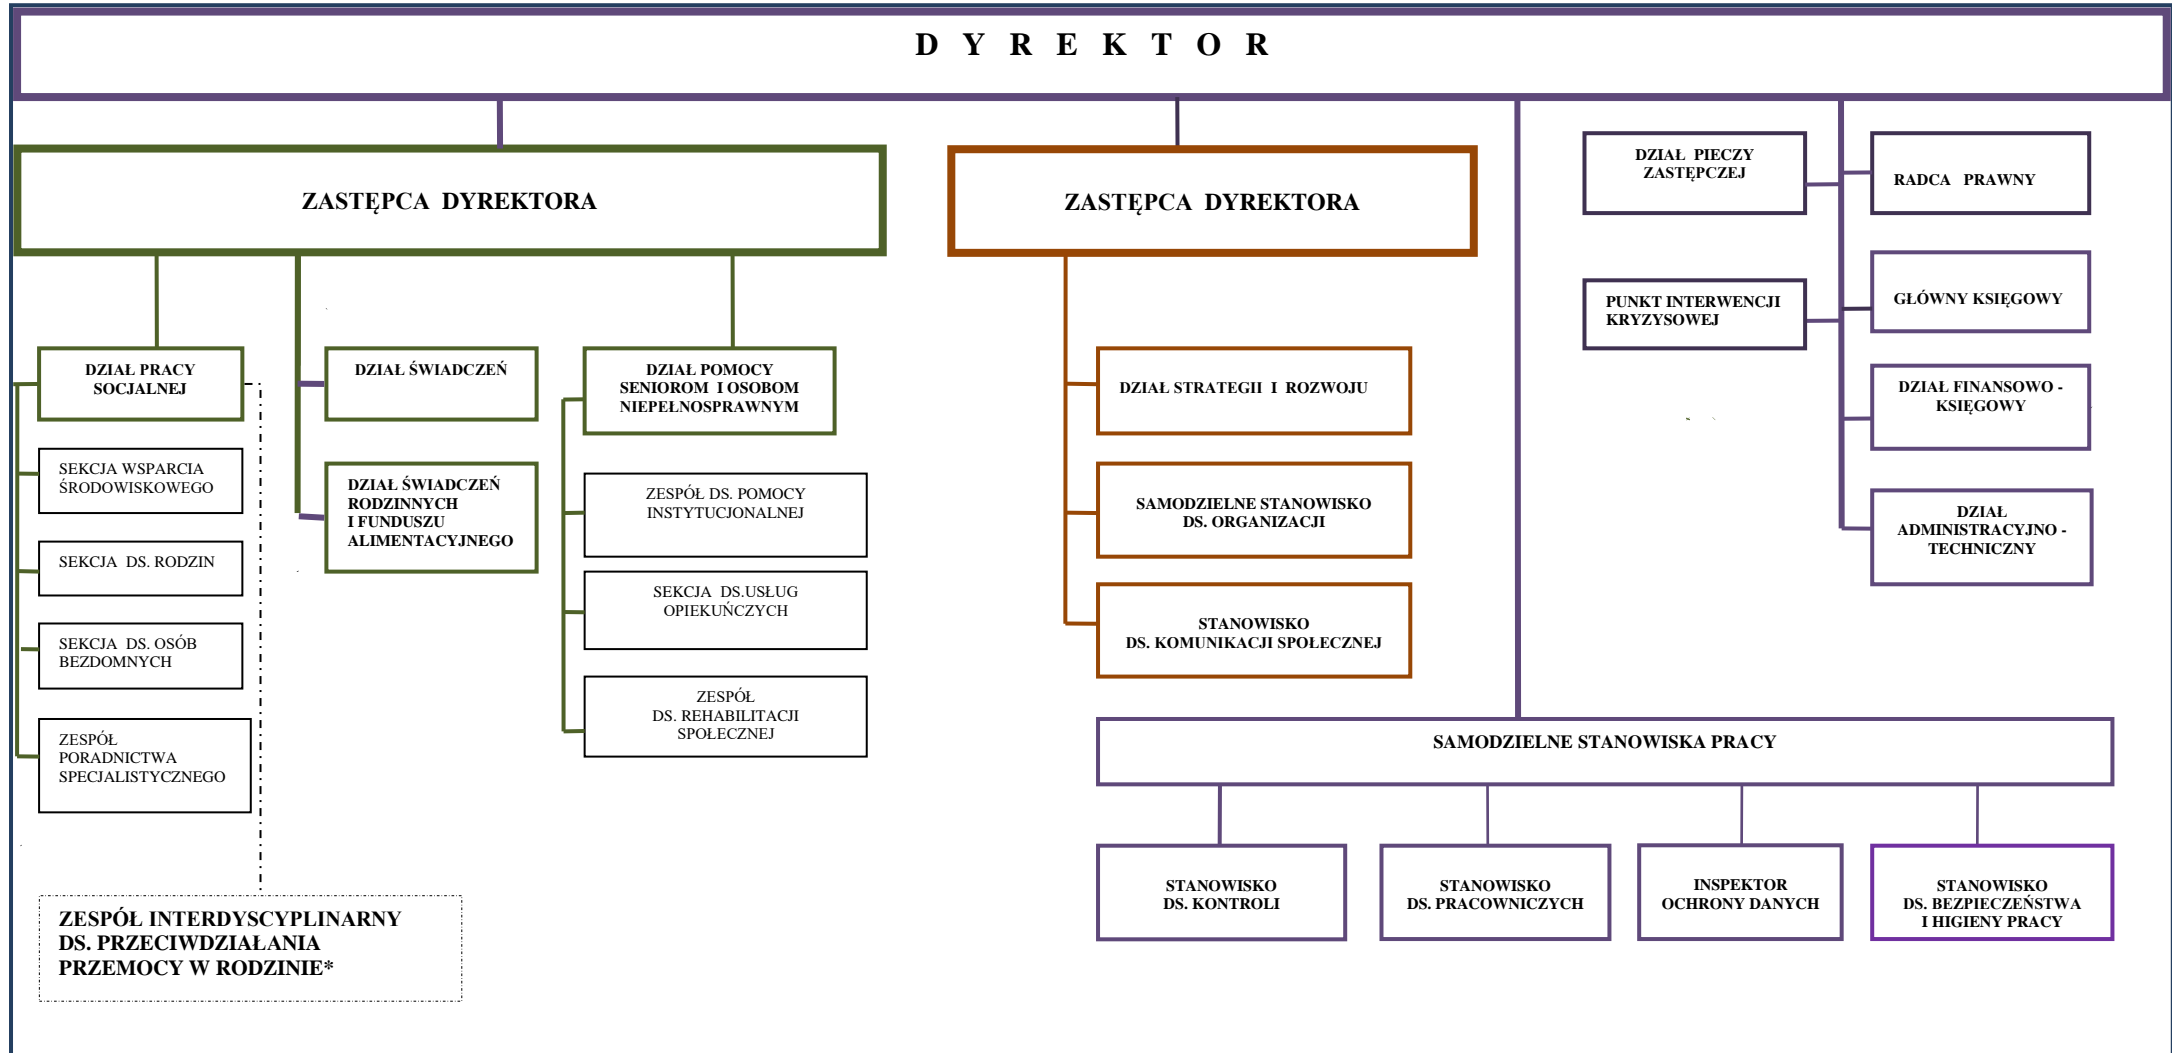 D Y R E K T O R
ZASTĘPCA DYREKTORA
ZASTĘPCA DYREKTORA
DZIAŁ PIECZY
ZASTĘPCZEJ
RADCA PRAWNY
PUNKT INTERWENCJI
KRYZYSOWEJ
GŁÓWNY KSIĘGOWY
DZIAŁ FINANSOWO -
KSIĘGOWY
DZIAŁ
ADMINISTRACYJNO -
TECHNICZNY
DZIAŁ PRACY
SOCJALNEJ
SEKCJA WSPARCIA
ŚRODOWISKOWEGO
SEKCJA DS. RODZIN
SEKCJA DS. OSÓB
BEZDOMNYCH
ZESPÓŁ
PORADNICTWA
SPECJALISTYCZNEGO
ZESPÓŁ INTERDYSCYPLINARNY
DS. PRZECIWDZIAŁANIA
PRZEMOCY W RODZINIE*
DZIAŁ ŚWIADCZEŃ
DZIAŁ ŚWIADCZEŃ
RODZINNYCH
I FUNDUSZU
ALIMENTACYJNEGO
DZIAŁ POMOCY
SENIOROM I OSOBOM
NIEPEŁNOSPRAWNYM
ZESPÓŁ DS. POMOCY
INSTYTUCJONALNEJ
SEKCJA DS.USŁUG
OPIEKUŃCZYCH
ZESPÓŁ
DS. REHABILITACJI
SPOŁECZNEJ
DZIAŁ STRATEGII I ROZWOJU
SAMODZIELNE STANOWISKO
DS. ORGANIZACJI
STANOWISKO
DS. KOMUNIKACJI SPOŁECZNEJ
SAMODZIELNE STANOWISKA PRACY
STANOWISKO
DS. KONTROLI
STANOWISKO
DS. PRACOWNICZYCH
INSPEKTOR
OCHRONY DANYCH
STANOWISKO
DS. BEZPIECZEŃSTWA
I HIGIENY PRACY